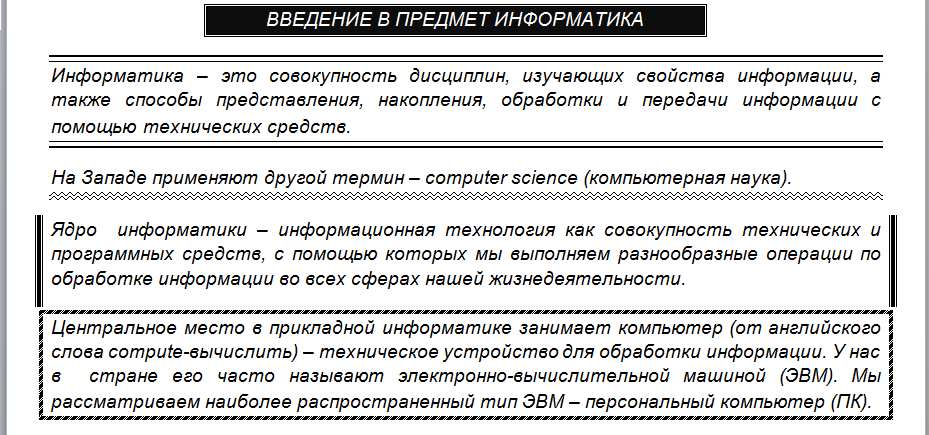 ВВЕДЕНИЕ В ПРЕДМЕТ ИНФОРМАТИКА
Информатика – это совокупность дисциплин, изучающих свойства информации, а
также способы представления, накопления, обработки и передачи информации с
помощью технических средств.
На Западе применяют другой термин – computer science (компьютерная наука).
Ядро информатики – информационная технология как совокупность технических и
программных средств, с помощью которых мы выполняем разнообразные операции по
обработке информации во всех сферах нашей жизнедеятельности.
Центральное место в прикладной информатике занимает компьютер (от английского
слова compute-вычислить) – техническое устройство для обработки информации. У нас
в стране его часто называют электронно-вычислительной машиной (ЭВМ). Мы
рассматриваем наиболее распространенный тип ЭВМ – персональный компьютер (ПК).